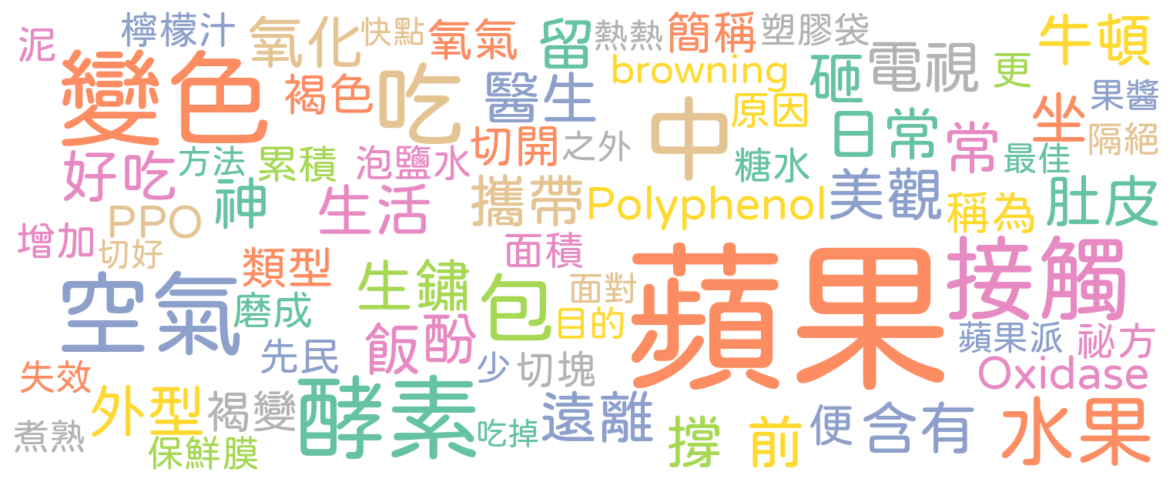 泥 檸檬汁 氧化 快點 氧氣 留 熱熱 簡稱 塑膠袋 牛頓
變色 褐色 吃 醫生 browning 砸 電視 更 果醬
中 原因 日常 常 坐 隔絕
切開 之外
好吃 方法 累積 泡鹽水 糖水 最佳
神 生活 攜帶 Polyphenol 美觀 稱為 肚皮
PPO
增加 切好 面積 蘋果 接觸
類型 生鏽 包 面對
空氣 磨成 飯 酚 目的 蘋果派 祕方
先民 少 切塊 Oxidase
失效 酵素
外型 褐變 遠離 撐 前 便 含有 水果
煮熟 保鮮膜 吃掉